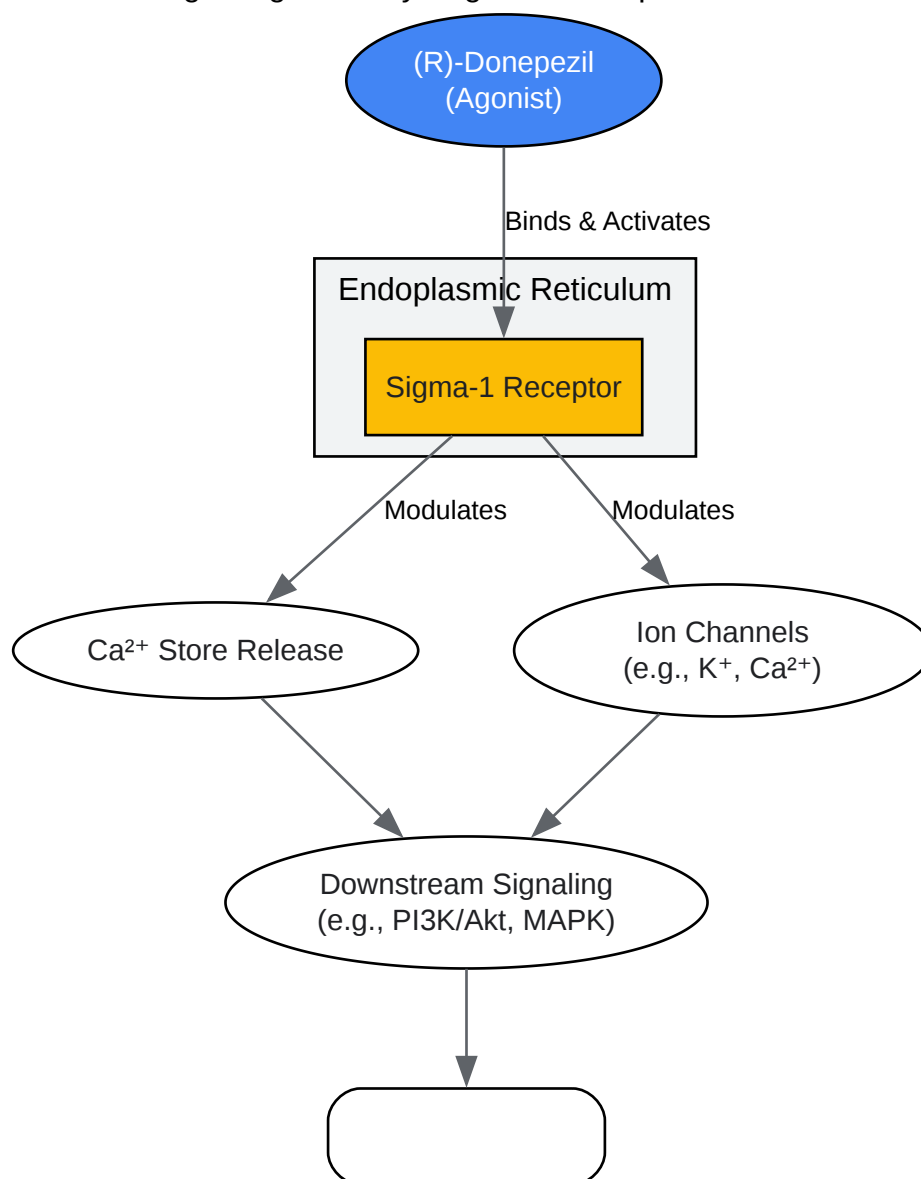 (R)-Donepezil
(Agonist)
Binds & Activates
Endoplasmic Reticulum
Sigma-1 Receptor
Modulates
Modulates
Ca²⁺ Store Release
Ion Channels
(e.g., K⁺, Ca²⁺)
Downstream Signaling
(e.g., PI3K/Akt, MAPK)